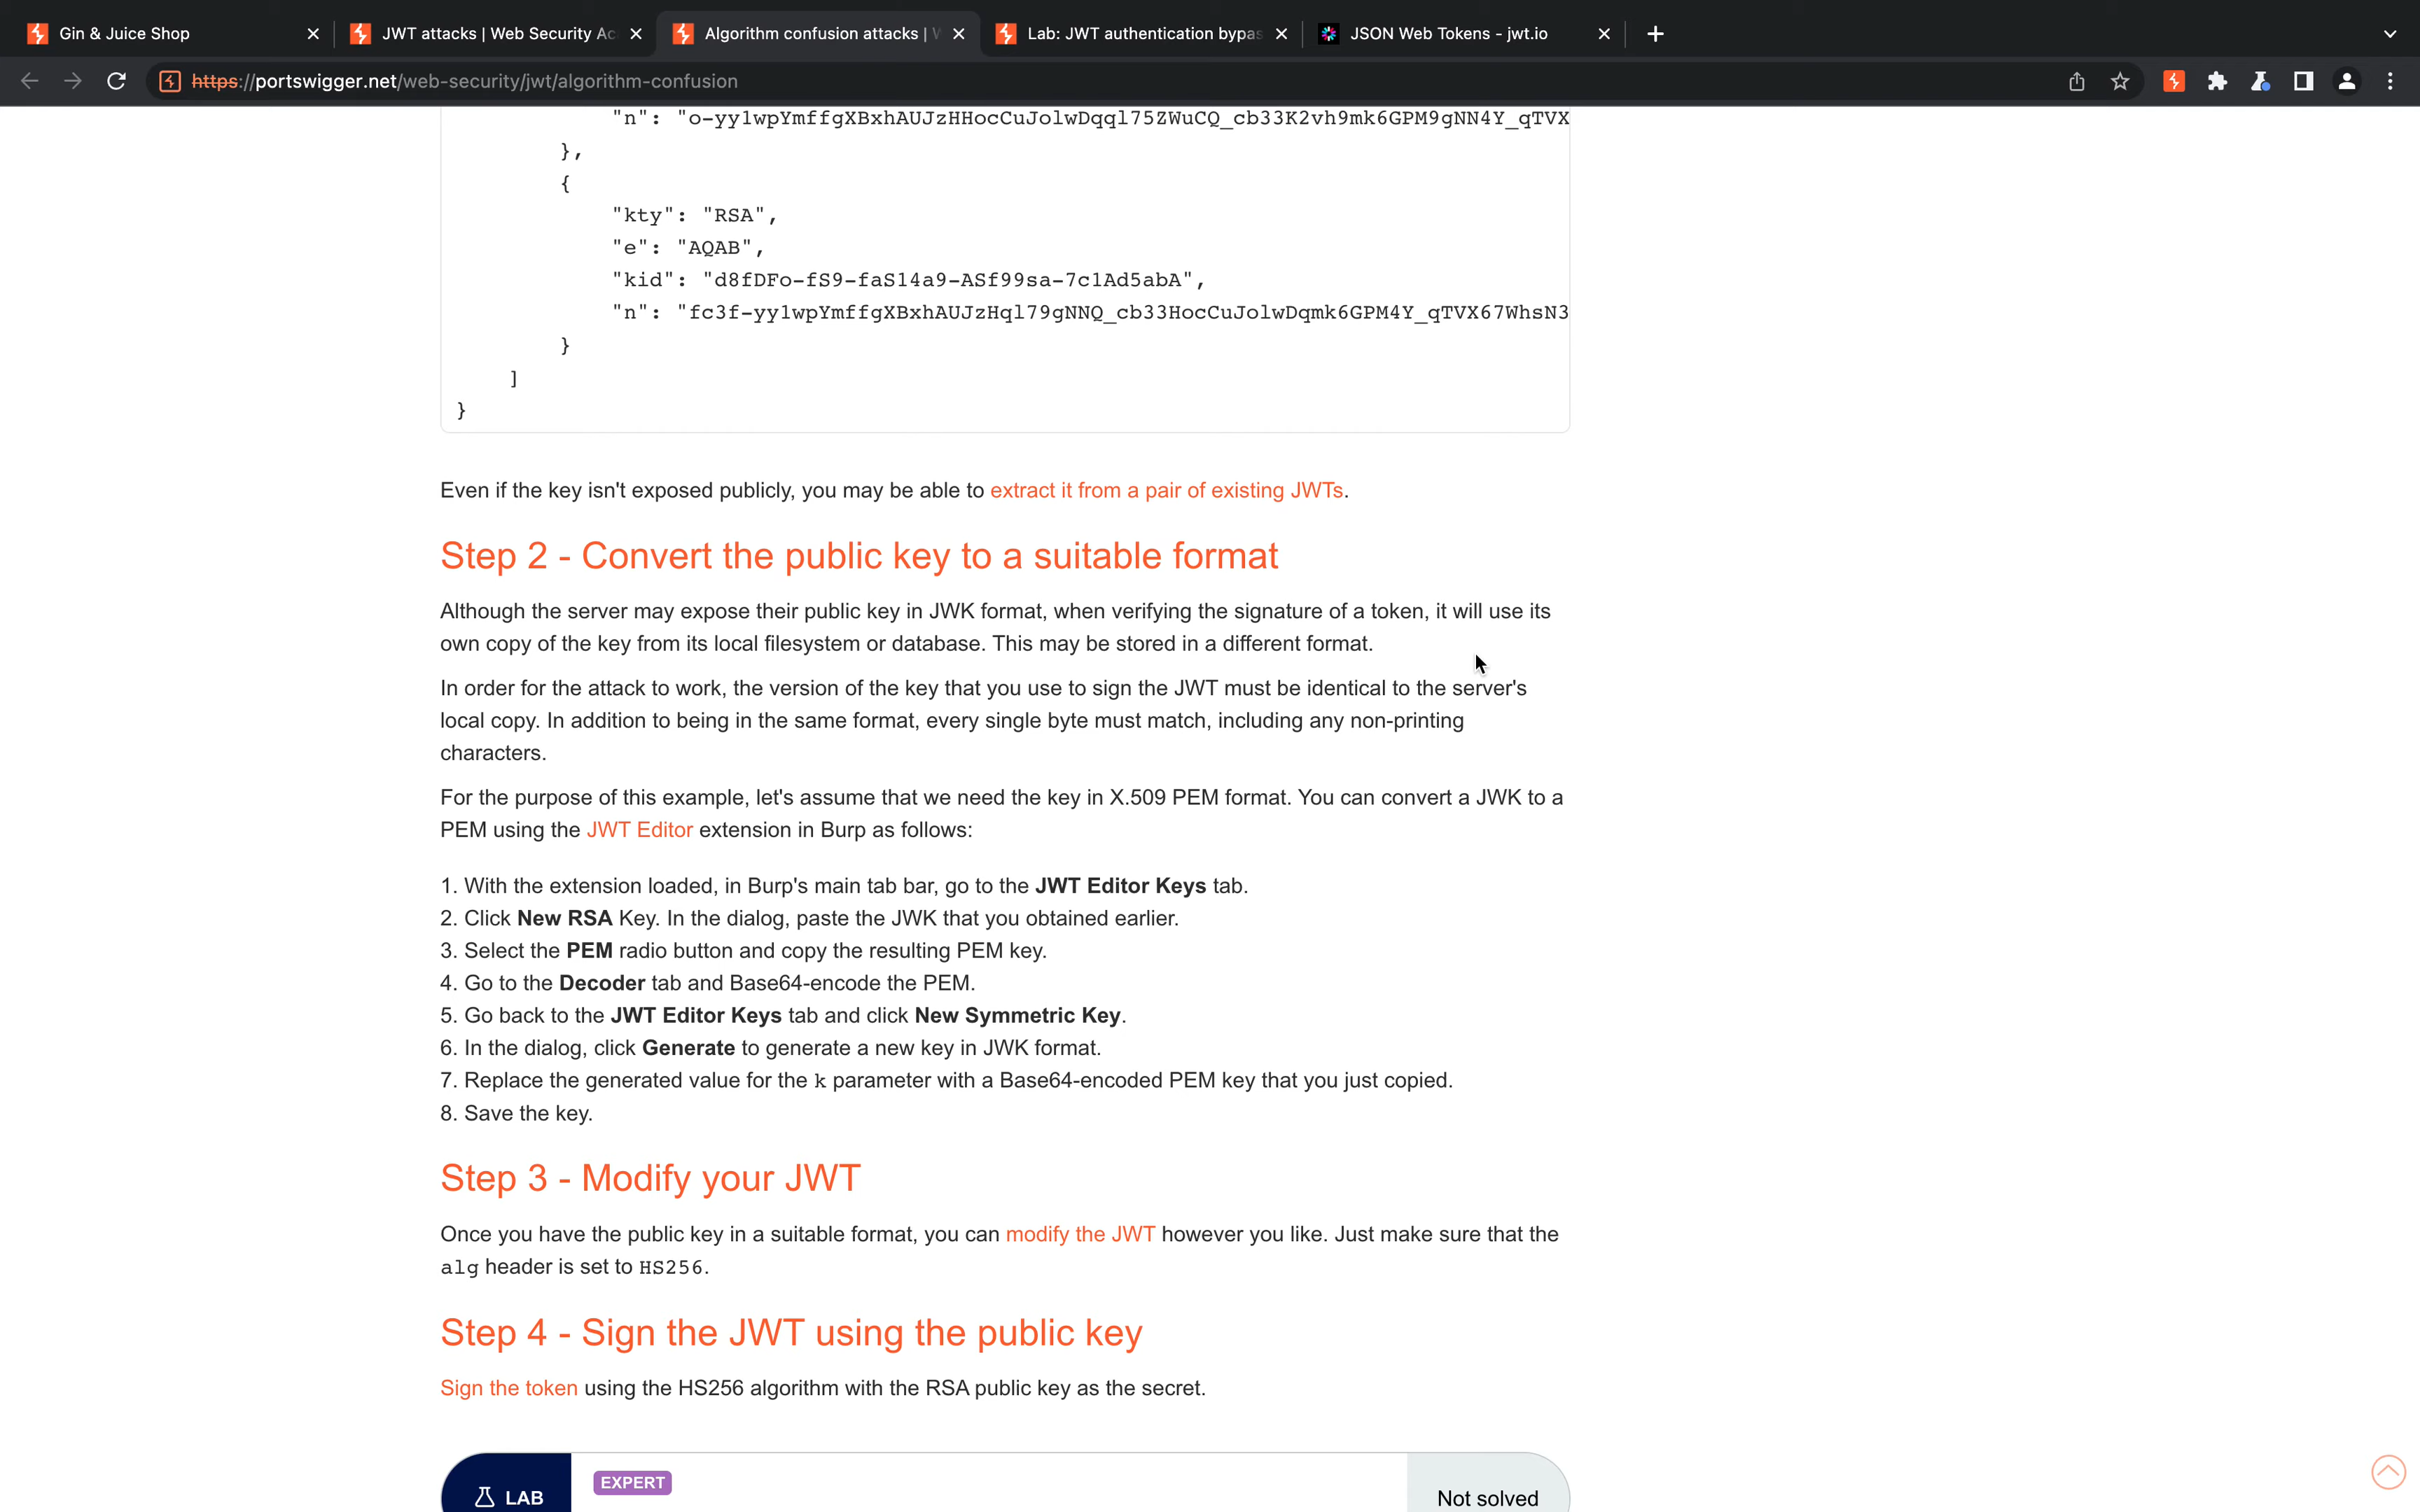 Gin & Juice Shop
JWT attacks | Web Security Ac
Algorithm confusion attacks | W
Lab: JWT authentication bypas
JSON Web Tokens - jwt.io
https://portswigger.net/web-security/jwt/algorithm-confusion
"n": "o-yy1wpYmffgXBxhAUJzHHocCuJolwDqql75ZWuCQ_cb33K2vh9mk6GPM9gNN4Y_qTVX
},
{
"kty": "RSA",
"e": "AQAB",
"kid": "d8fDFo-fS9-faS14a9-ASf99sa-7c1Ad5abA",
"n": "fc3f-yy1wpYmffgXBxhAUJzHql79gNNQ_cb33HocCuJolwDqmk6GPM4Y_qTVX67WhsN3
}
]
}
Even if the key isn't exposed publicly, you may be able to extract it from a pair of existing JWTs.
Step 2 - Convert the public key to a suitable format
Although the server may expose their public key in JWK format, when verifying the signature of a token, it will use its
own copy of the key from its local filesystem or database. This may be stored in a different format.
In order for the attack to work, the version of the key that you use to sign the JWT must be identical to the server's
local copy. In addition to being in the same format, every single byte must match, including any non-printing
characters.
For the purpose of this example, let's assume that we need the key in X.509 PEM format. You can convert a JWK to a
PEM using the JWT Editor extension in Burp as follows:
1. With the extension loaded, in Burp's main tab bar, go to the JWT Editor Keys tab.
2. Click New RSA Key. In the dialog, paste the JWK that you obtained earlier.
3. Select the PEM radio button and copy the resulting PEM key.
4. Go to the Decoder tab and Base64-encode the PEM.
5. Go back to the JWT Editor Keys tab and click New Symmetric Key.
6. In the dialog, click Generate to generate a new key in JWK format.
7. Replace the generated value for the k parameter with a Base64-encoded PEM key that you just copied.
8. Save the key.
Step 3 - Modify your JWT
Once you have the public key in a suitable format, you can modify the JWT however you like. Just make sure that the
alg header is set to HS256.
Step 4 - Sign the JWT using the public key
Sign the token using the HS256 algorithm with the RSA public key as the secret.
EXPERT
LAB
Not solved